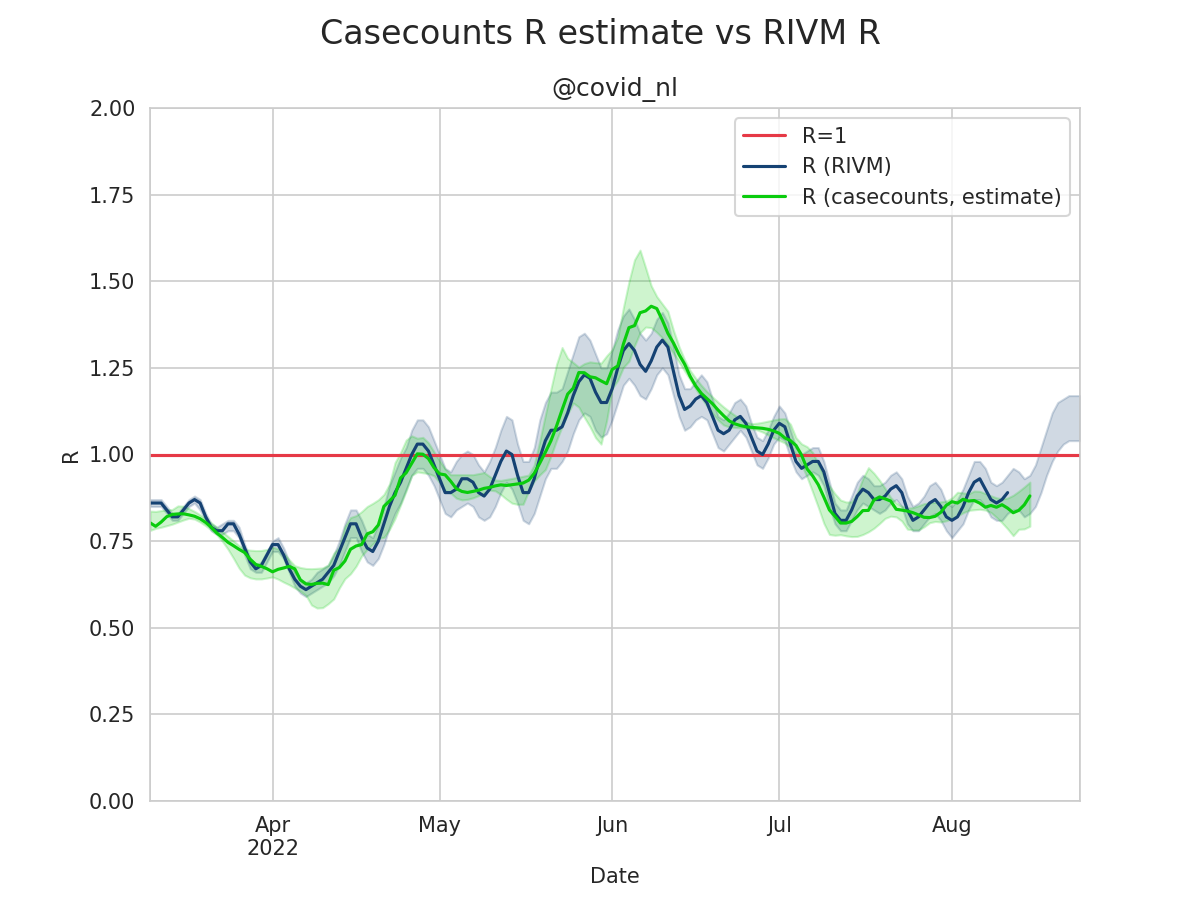 Casecounts R estimate vs RIVM R
@covid_nl
2.00
1.75
1.50
1.25
1.00
0.75
0.50
0.25
0.00
R
R=1
R (RIVM)
R (casecounts, estimate)
Apr May Jun Jul Aug
2022
Date